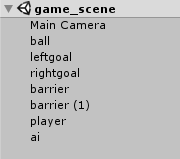 game_scene
Main Camera
ball
leftgoal
rightgoal
barrier
barrier (1)
player
ai